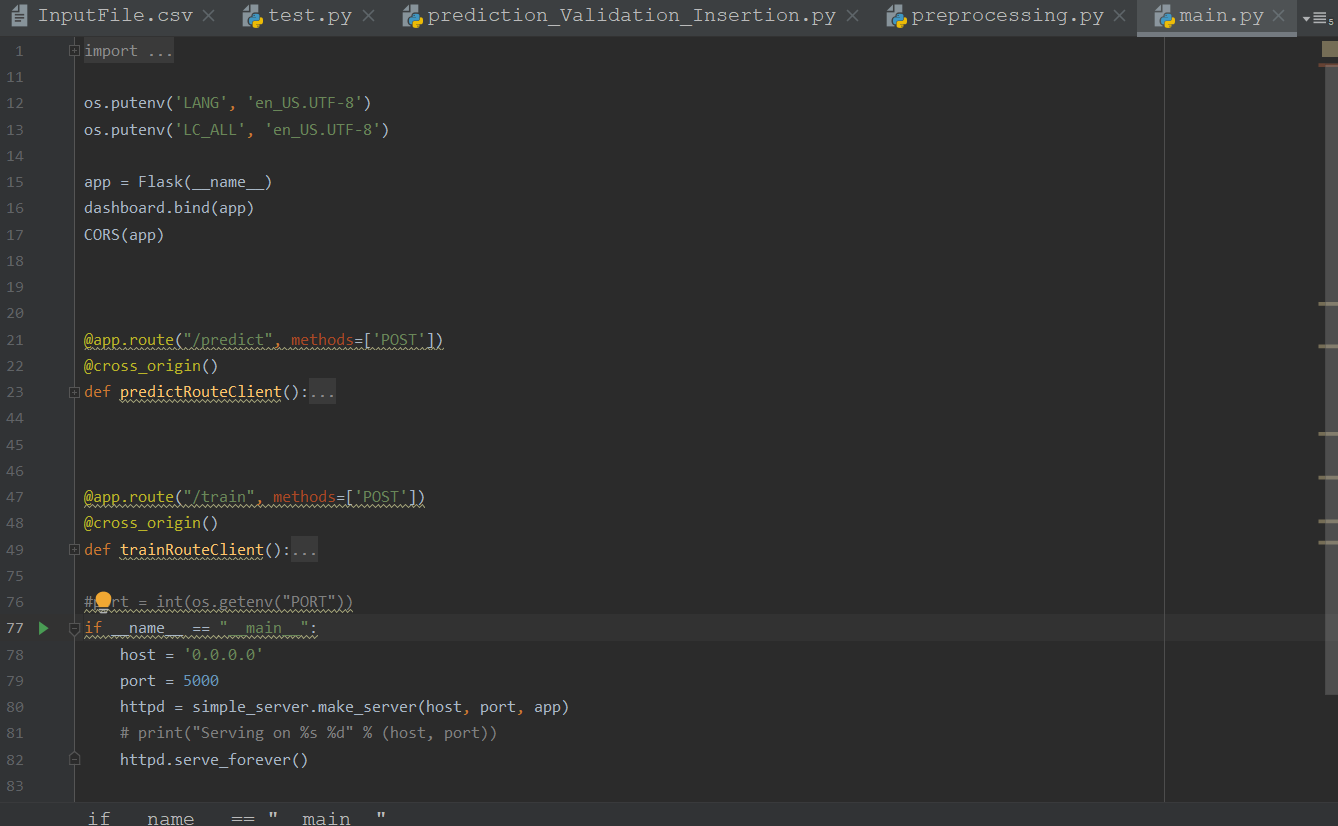 InputFile.csv test.py prediction_Validation_Insertion.py preprocessing.py main.py 5
1 import ...
11
12 os.putenv('LANG', 'en_US.UTF-8')
13 os.putenv('LC_ALL', 'en_US.UTF-8')
14
15 app = Flask(__name__)
16 dashboard.bind(app)
17 CORS(app)
18
19
20
21 @app.route("/predict", methods=['POST'])
22 @cross_origin()
23 def predictRouteClient():...
44
45
46
47 @app.route("/train", methods=['POST'])
48 @cross_origin()
49 def trainRouteClient():...
75
76 #port = int(os.getenv("PORT"))
77 if __name__ == "__main__":
78 host = '0.0.0.0'
79 port = 5000
80 httpd = simple_server.make_server(host, port, app)
81 # print("Serving on %s %d" % (host, port))
82 httpd.serve_forever()
83
if __name__ == "__main__"